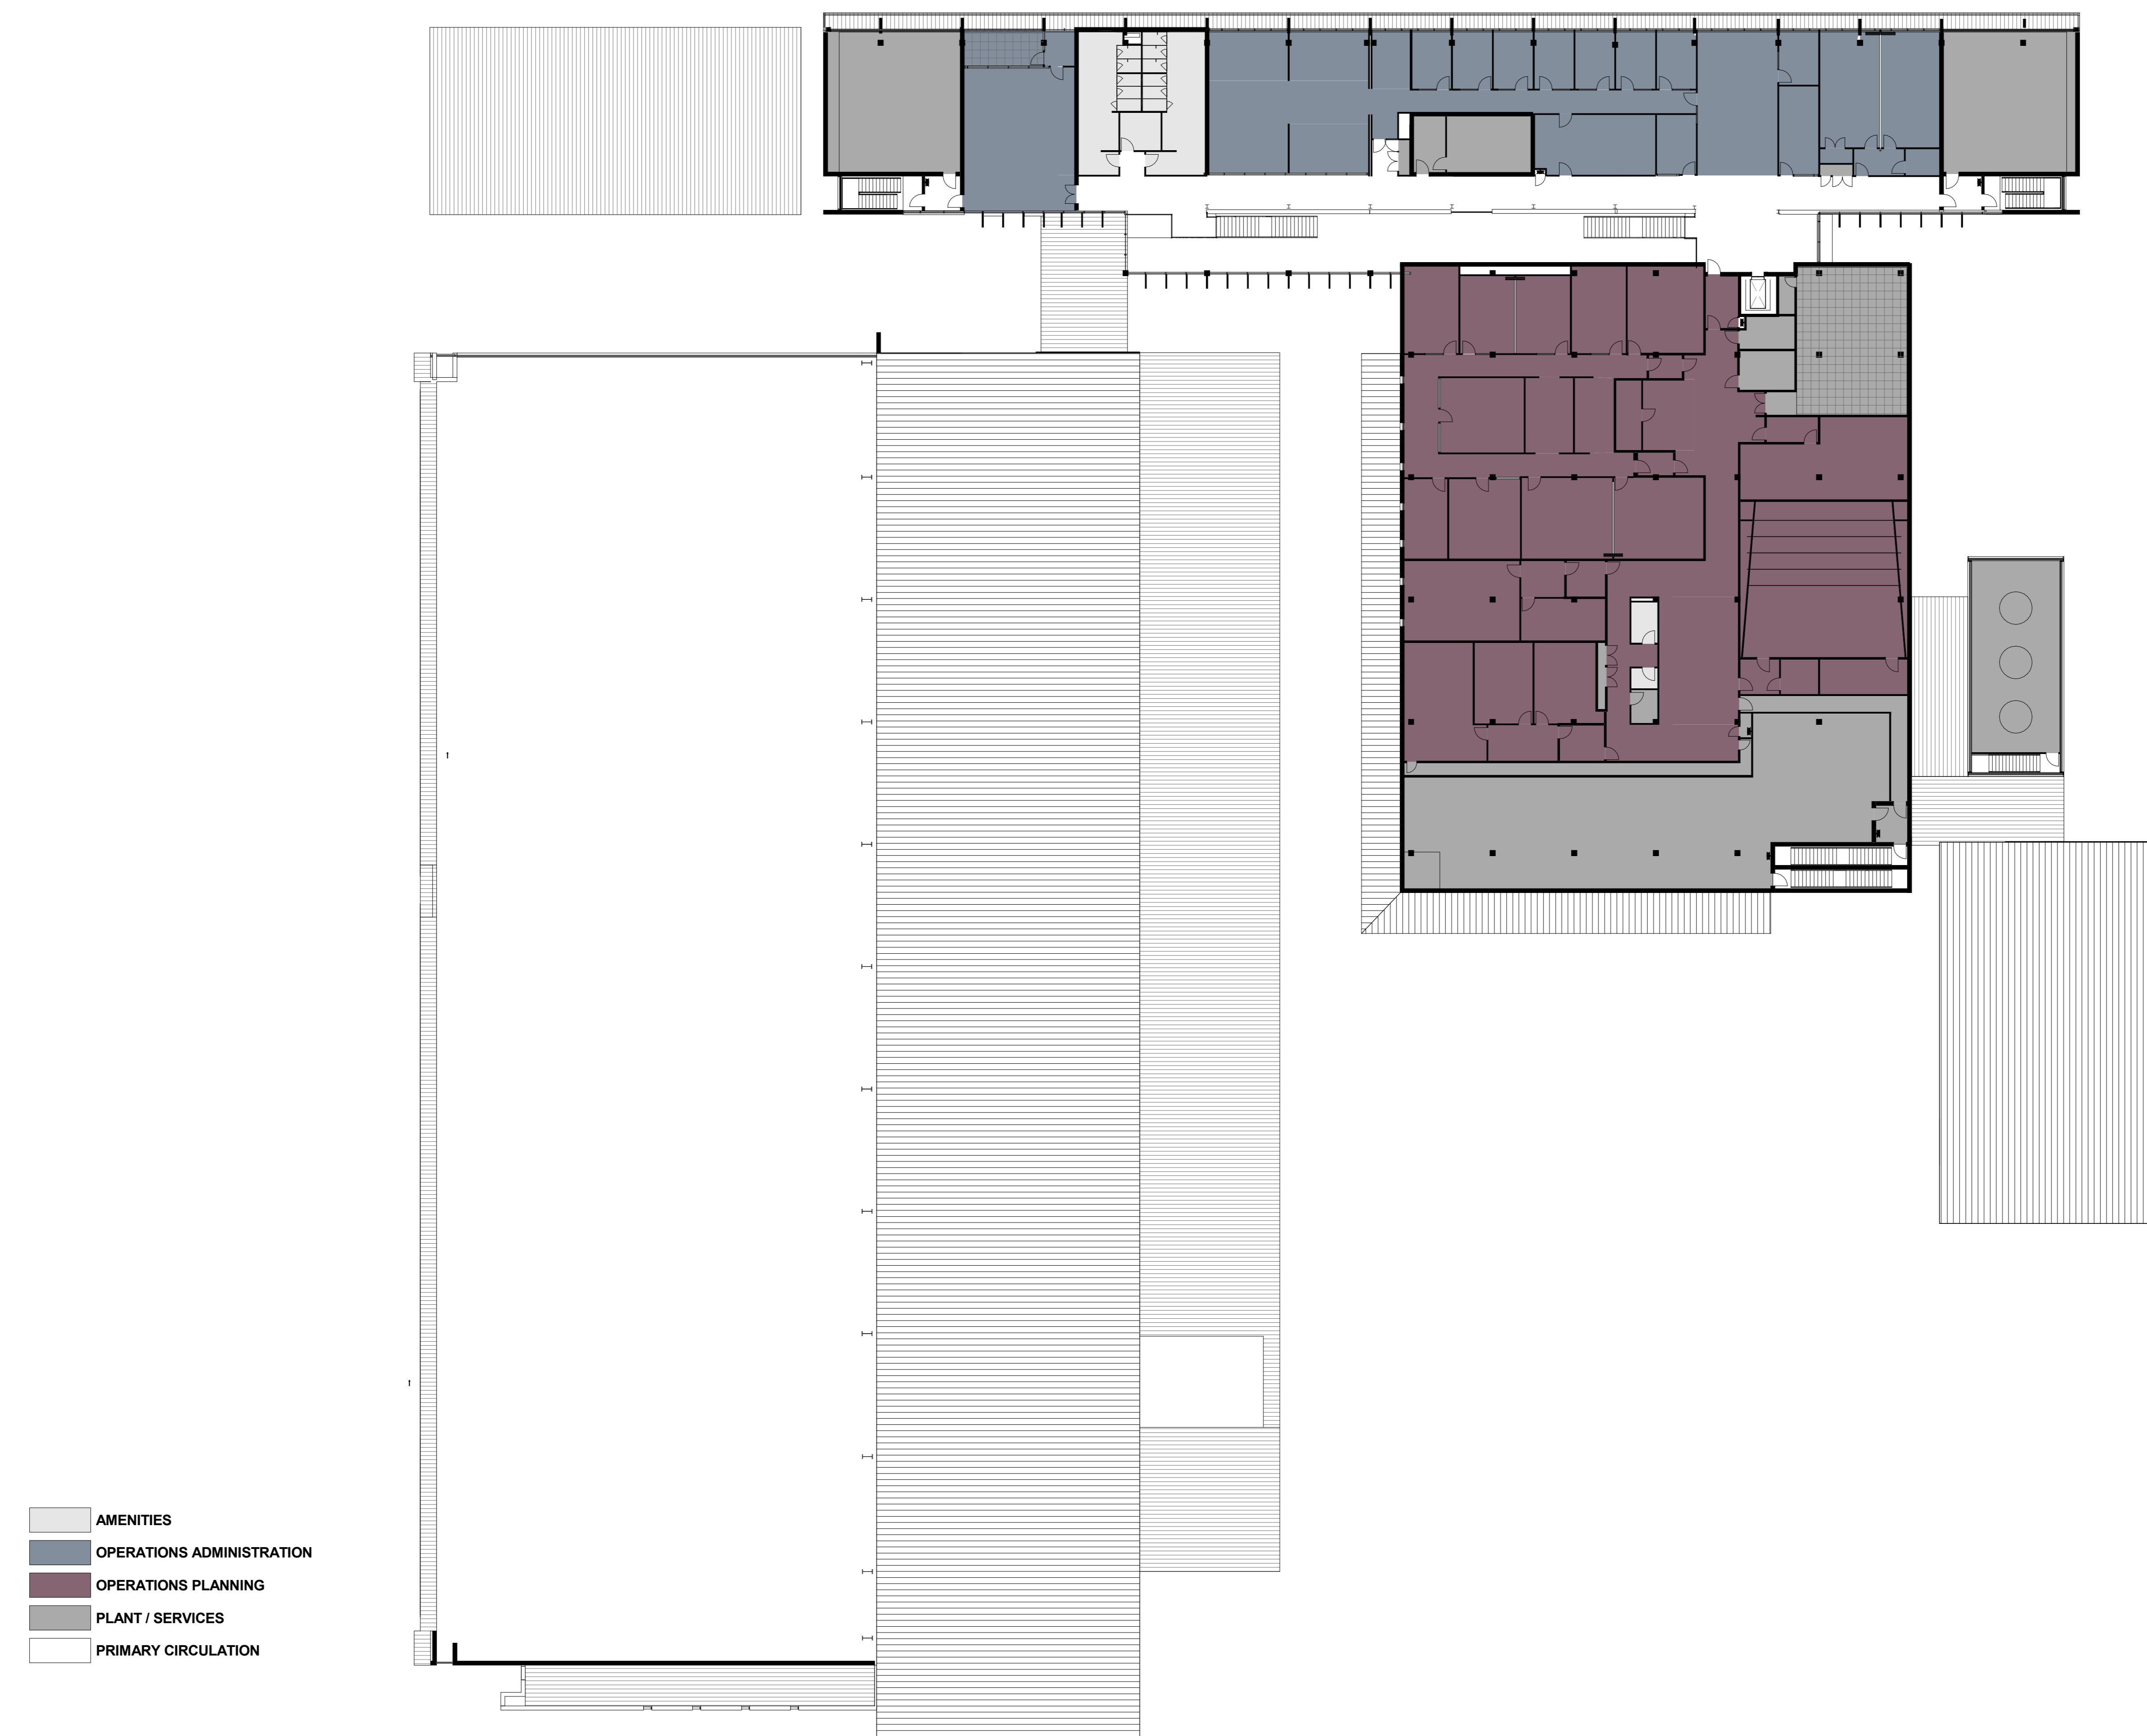 AMENITIES
OPERATIONS ADMINISTRATION
OPERATIONS PLANNING
PLANT / SERVICES
PRIMARY CIRCULATION